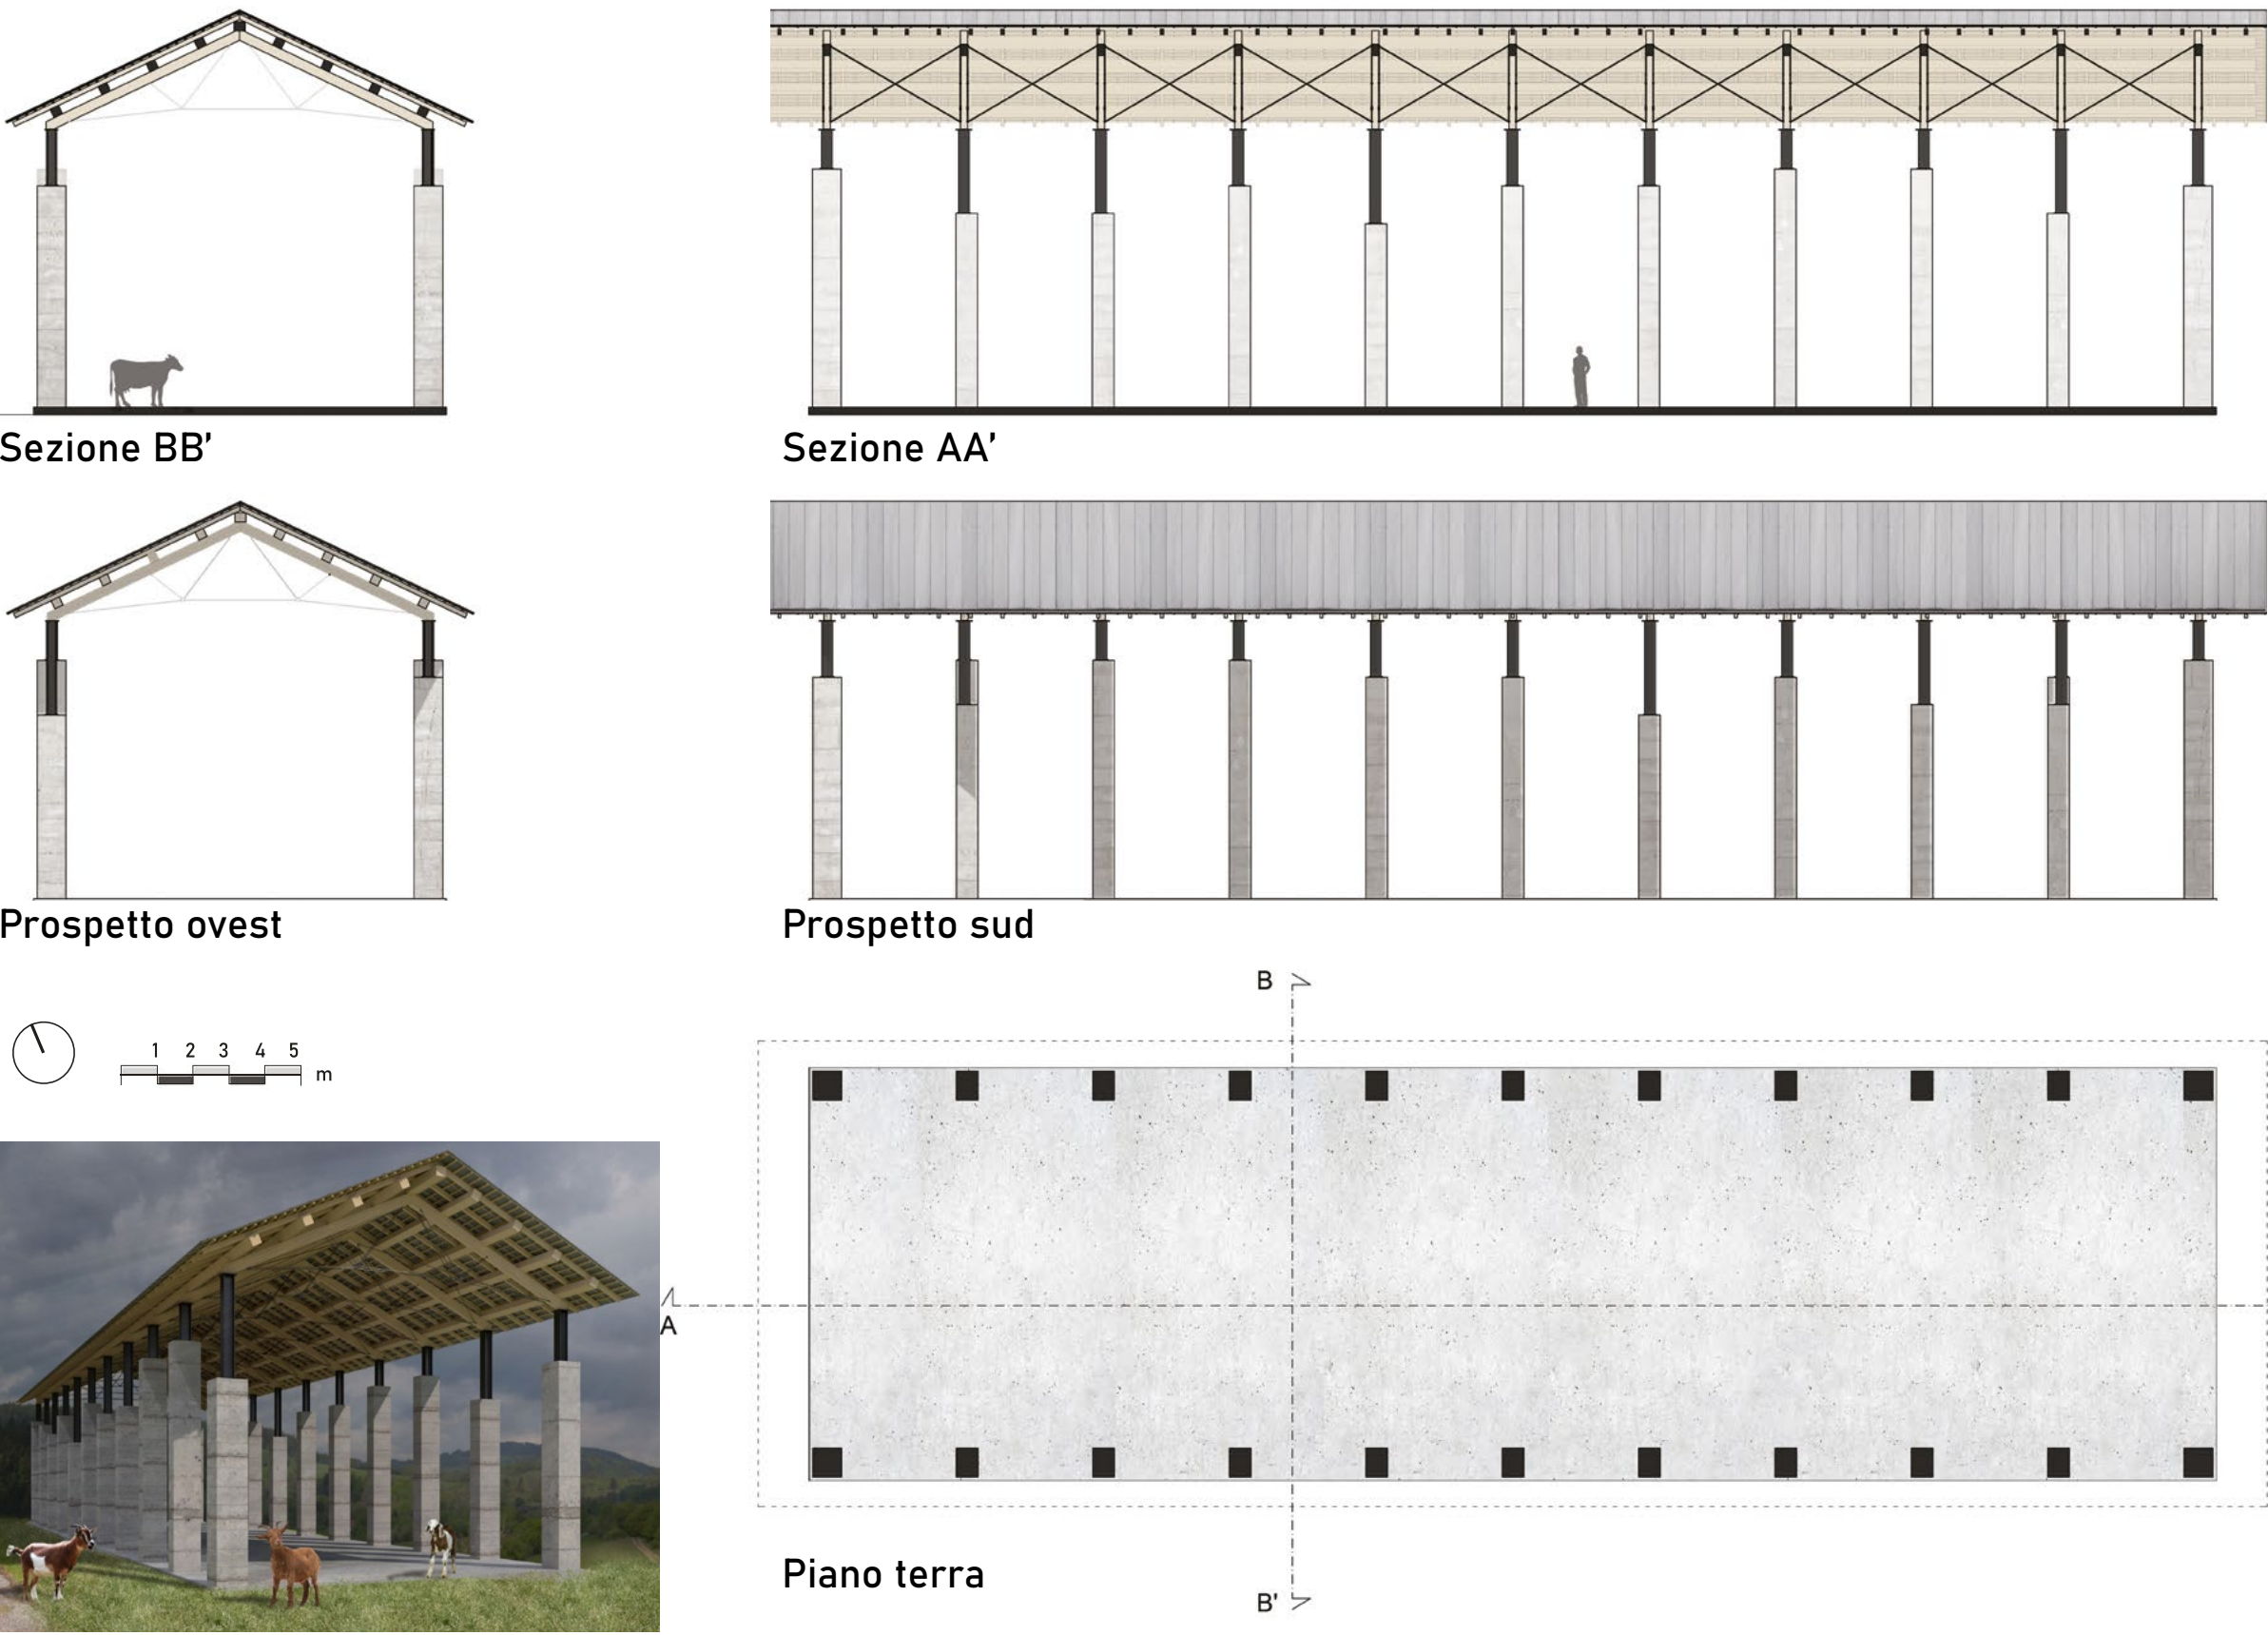 Sezione BB’
Sezione AA’
Prospetto ovest
Prospetto sud
1 2 3 4 5
m
B
A
Piano terra
B'